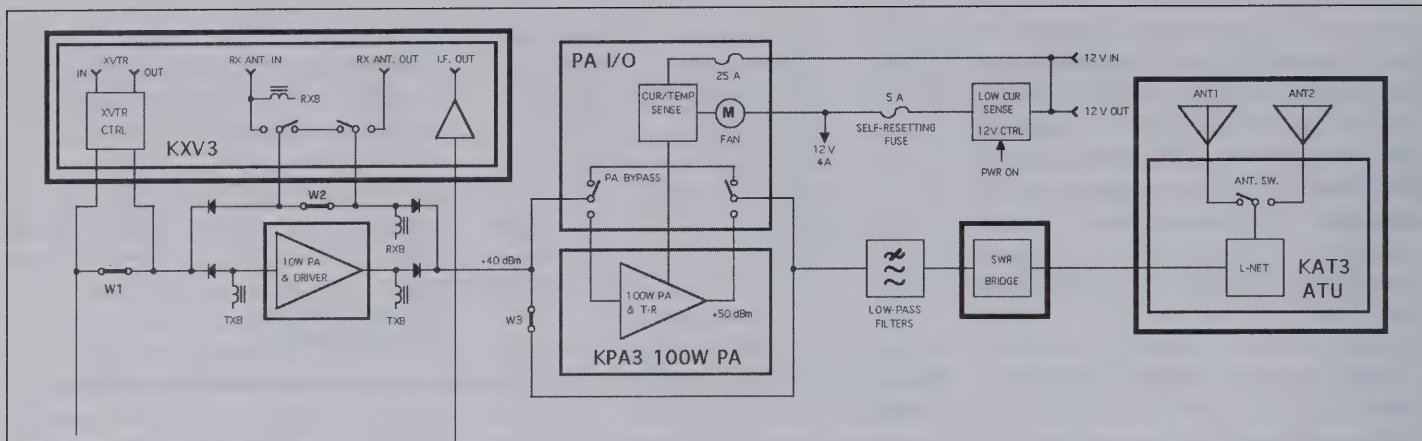 XVTR
IN
OUT
XVTR
CTRL
KXV3
RX ANT IN
RXB
RX ANT. OUT
I.F. OUT
W2
RXB
W1
TXB
10W PA
& DRIVER
TXB
+40 dBm
W3
PA I/O
25 A
CUR/TEMP
SENSE
M
FAN
PA BYPASS
100W PA
& T-R
+50 dBm
KPA3 100W PA
12 V
4A
5 A
SELF-RESETTING
FUSE
LOW CUR
SENSE
12V CTRL
PWR ON
12 V IN
12 V OUT
LOW-PASS
FILTERS
SWR
BRIDGE
ANT1
ANT2
ANT. SW.
L-NET
KAT3
ATU